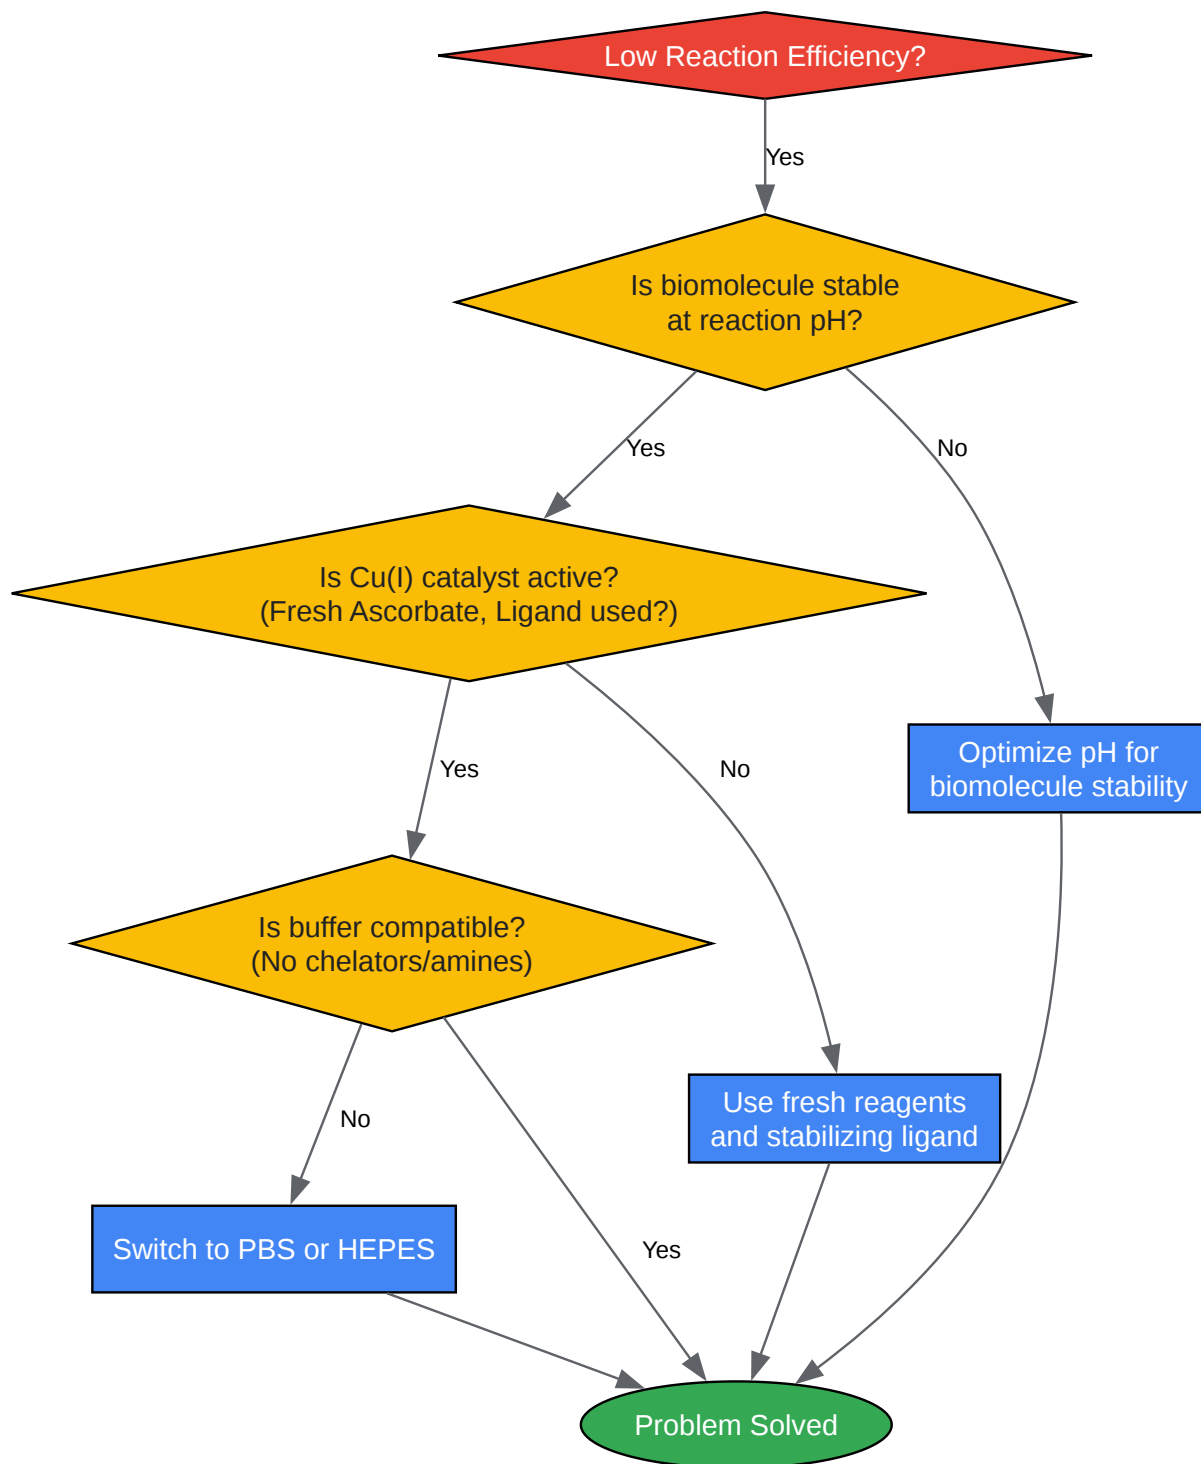 Low Reaction Efficiency?
Yes
Is biomolecule stable
at reaction pH?
Yes
No
Is Cu(I) catalyst active?
(Fresh Ascorbate, Ligand used?)
Optimize pH for
biomolecule stability
Yes
No
Is buffer compatible?
(No chelators/amines)
Use fresh reagents
and stabilizing ligand
No
Switch to PBS or HEPES
Yes
Problem Solved